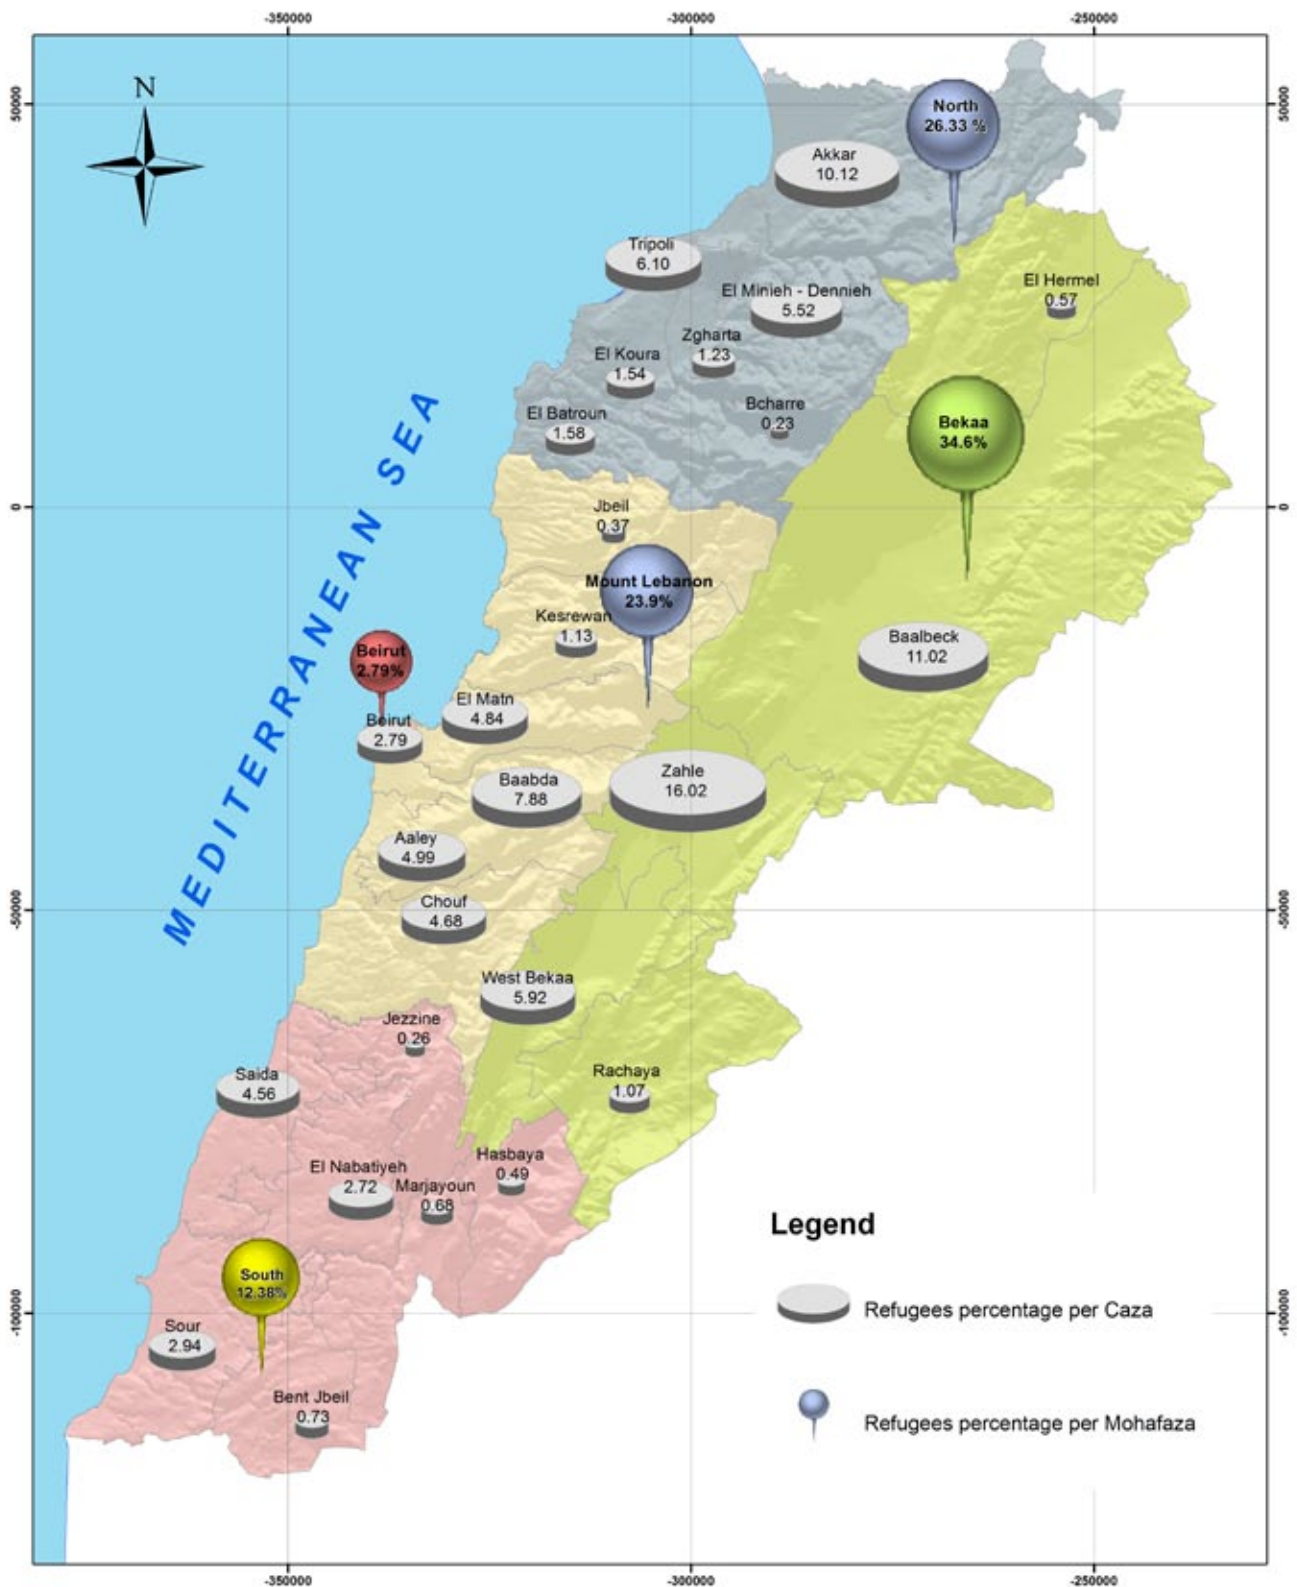 -350000
-300000
-250000
N
50000
50000
North
26.33 %
Akkar
10.12
Tripoli
6.10
El Minieh - Dennieh
5.52
El Hermel
0.57
Zgharta
1.23
El Koura
1.54
Bcharre
0.23
El Batroun
1.58
Bekaa
34.6%
MEDITERRANEAN SEA
0
0
Jbeil
0.37
Mount Lebanon
23.9%
Kesrewan
1.13
Baalbeck
11.02
Beirut
2.79%
El Matn
4.84
Beirut
2.79
Zahle
16.02
Baabda
7.88
Aaley
4.99
Chouf
4.68
-50000
-50000
West Bekaa
5.92
Jezzine
0.26
Saida
4.56
Rachaya
1.07
Hasbaya
0.49
El Nabatiyeh
2.72
Marjayoun
0.68
South
12.38%
Sour
2.94
Bent Jbeil
0.73
Legend
Refugees percentage per Caza
Refugees percentage per Mohafaza
-100000
-100000
-350000
-300000
-250000